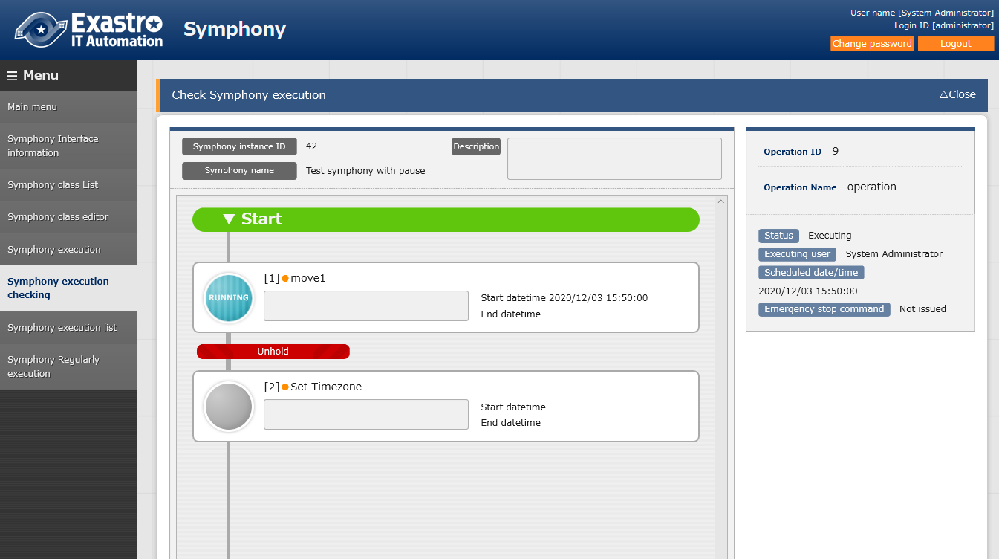 Exastro
IT Automation
Symphony
User name [System Administrator]
Login ID [administrator]
Change password
Logout
☰ Menu
Main menu
Symphony Interface
information
Symphony class List
Symphony class editor
Symphony execution
Symphony execution
checking
Symphony execution list
Symphony Regularly
execution
Check Symphony execution
△Close
Symphony instance ID 42
Description
Symphony name Test symphony with pause
▼ Start
[1]●move1
RUNNING
Start datetime 2020/12/03 15:50:00
End datetime
Unhold
[2]●Set Timezone
Start datetime
End datetime
Operation ID 9
Operation Name operation
Status Executing
Executing user System Administrator
Scheduled date/time
2020/12/03 15:50:00
Emergency stop command Not issued